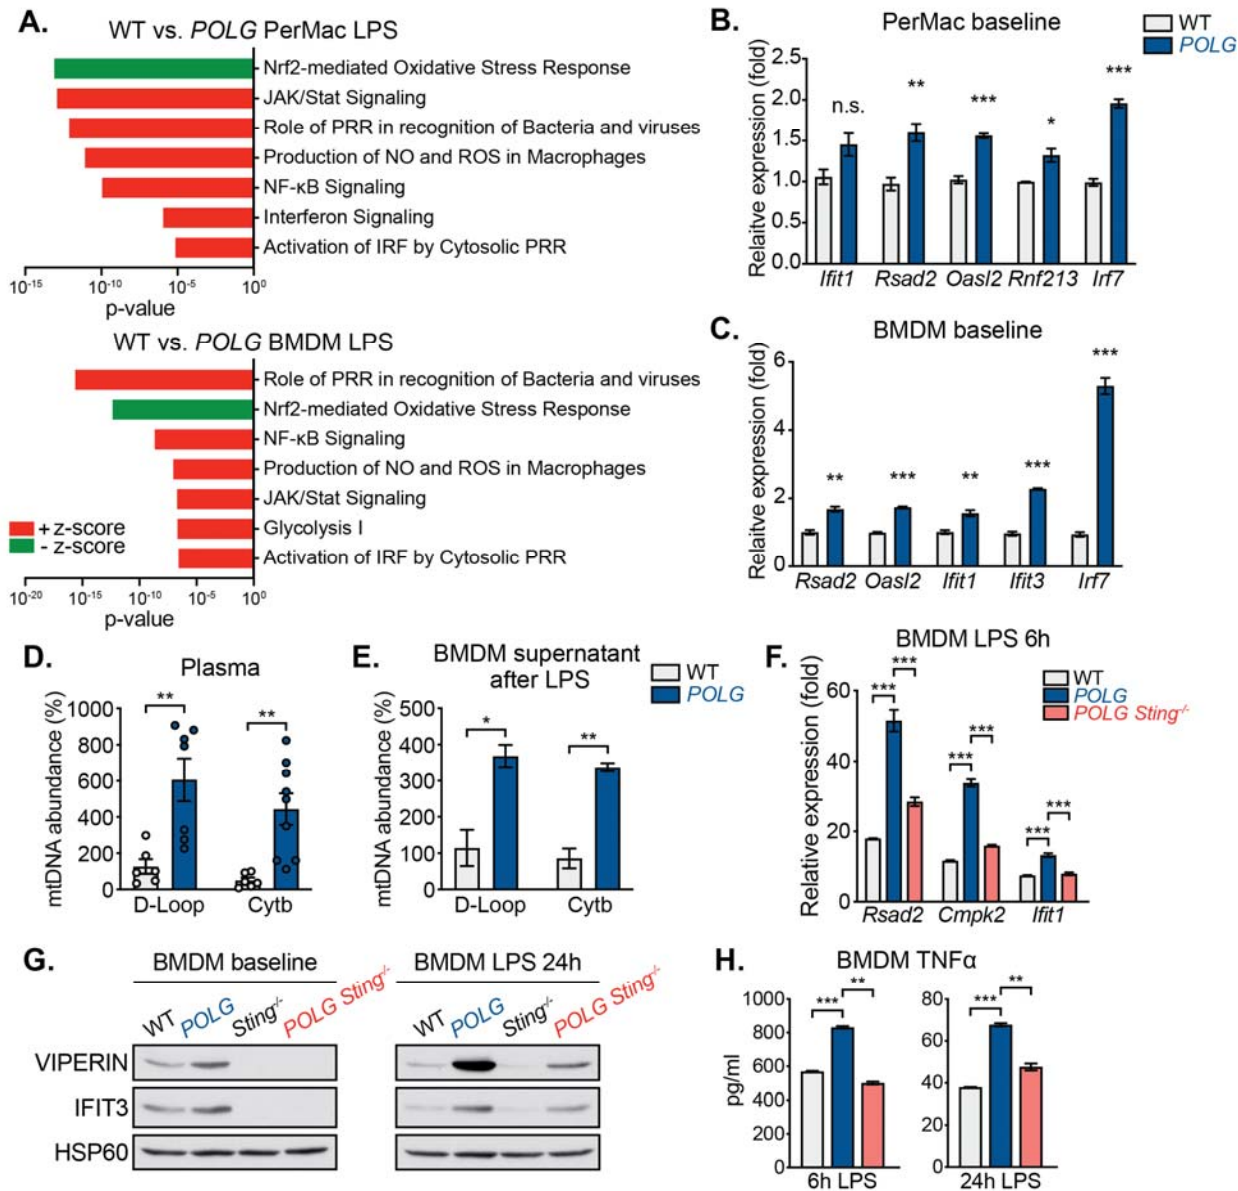 A.
WT vs. POLG PerMac LPS
Nrf2-mediated Oxidative Stress Response
JAK/Stat Signaling
Role of PRR in recognition of Bacteria and viruses
Production of NO and ROS in Macrophages
NF-κB Signaling
Interferon Signaling
Activation of IRF by Cytosolic PRR
10⁻¹⁵ 10⁻¹⁰ 10⁻⁵ 10⁰
p-value
WT vs. POLG BMDM LPS
Role of PRR in recognition of Bacteria and viruses
Nrf2-mediated Oxidative Stress Response
NF-κB Signaling
Production of NO and ROS in Macrophages
JAK/Stat Signaling
Glycolysis I
Activation of IRF by Cytosolic PRR
+ z-score
- z-score
10⁻²⁰ 10⁻¹⁵ 10⁻¹⁰ 10⁻⁵ 10⁰
p-value
B.
PerMac baseline
WT
POLG
Relaitve expression (fold)
2.5
2.0
1.5
1.0
0.5
0.0
n.s. ** *** * ***
Ifit1 Rsad2 Oasl2 Rnf213 Irf7
C.
BMDM baseline
Relaitve expression (fold)
6
4
2
0
** *** ** *** ***
Rsad2 Oasl2 Ifit1 Ifit3 Irf7
D.
Plasma
mtDNA abundance (%)
1000
800
600
400
200
0
** **
D-Loop Cytb
E.
BMDM supernatant
after LPS
WT
POLG
mtDNA abundance (%)
500
400
300
200
100
0
* **
D-Loop Cytb
F.
BMDM LPS 6h
WT
POLG
POLG Sting⁻/⁻
Relative expression (fold)
60
40
20
0
*** *** *** *** *** ***
Rsad2 Cmpk2 Ifit1
G.
BMDM baseline
BMDM LPS 24h
WT POLG Sting⁻/⁻ POLG Sting⁻/⁻
WT POLG Sting⁻/⁻ POLG Sting⁻/⁻
VIPERIN
IFIT3
HSP60
H.
BMDM TNFα
pg/ml
1000
800
600
400
200
0
*** **
6h LPS
80
60
40
20
0
*** **
24h LPS